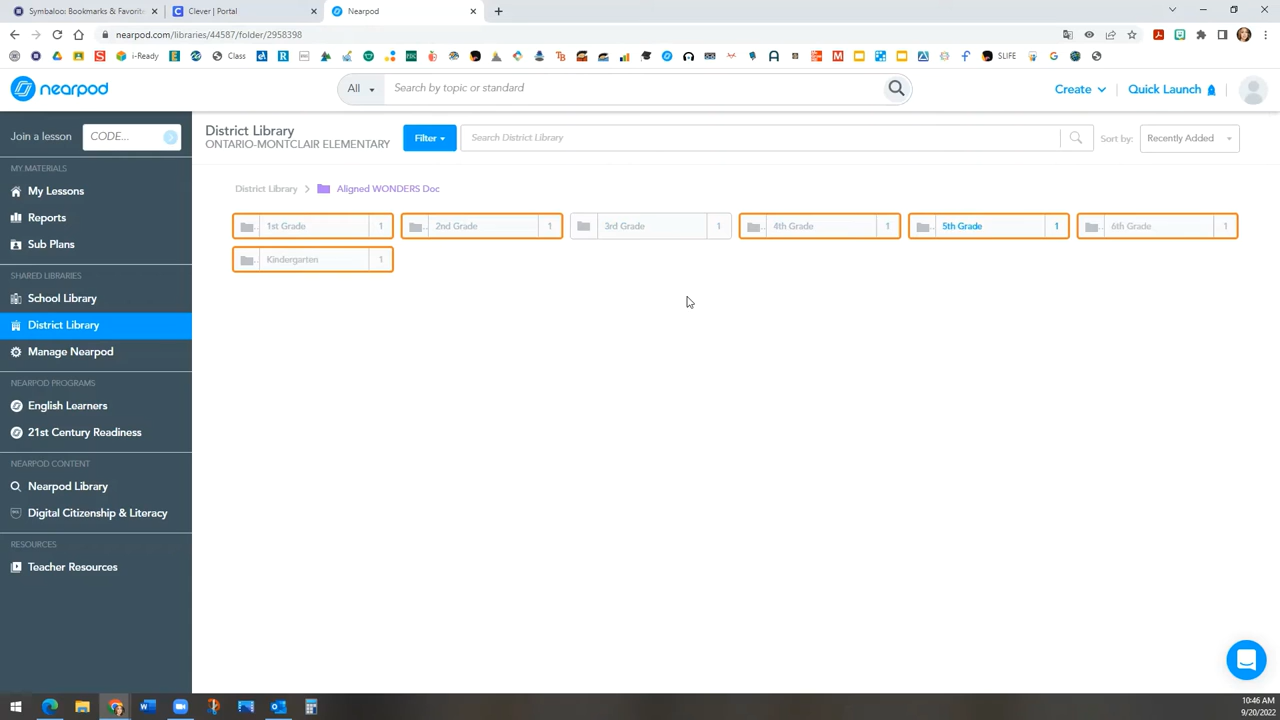 Symbaloo: Bookmarks & Favorit
Clever | Portal
Nearpod
nearpod.com/libraries/44587/folder/2958398
i-Ready
Class
SLIFE
nearpod
All
Search by topic or standard
Create
Quick Launch
Join a lesson
CODE...
District Library
ONTARIO-MONTCLAIR ELEMENTARY
Filter
Search District Library
Sort by:
Recently Added
MY MATERIALS
My Lessons
Reports
Sub Plans
SHARED LIBRARIES
School Library
District Library
Manage Nearpod
NEARPOD PROGRAMS
English Learners
21st Century Readiness
NEARPOD CONTENT
Nearpod Library
Digital Citizenship & Literacy
RESOURCES
Teacher Resources
District Library > Aligned WONDERS Doc
1st Grade 1
2nd Grade 1
3rd Grade 1
4th Grade 1
5th Grade 1
6th Grade 1
Kindergarten 1
10:46 AM
9/20/2022